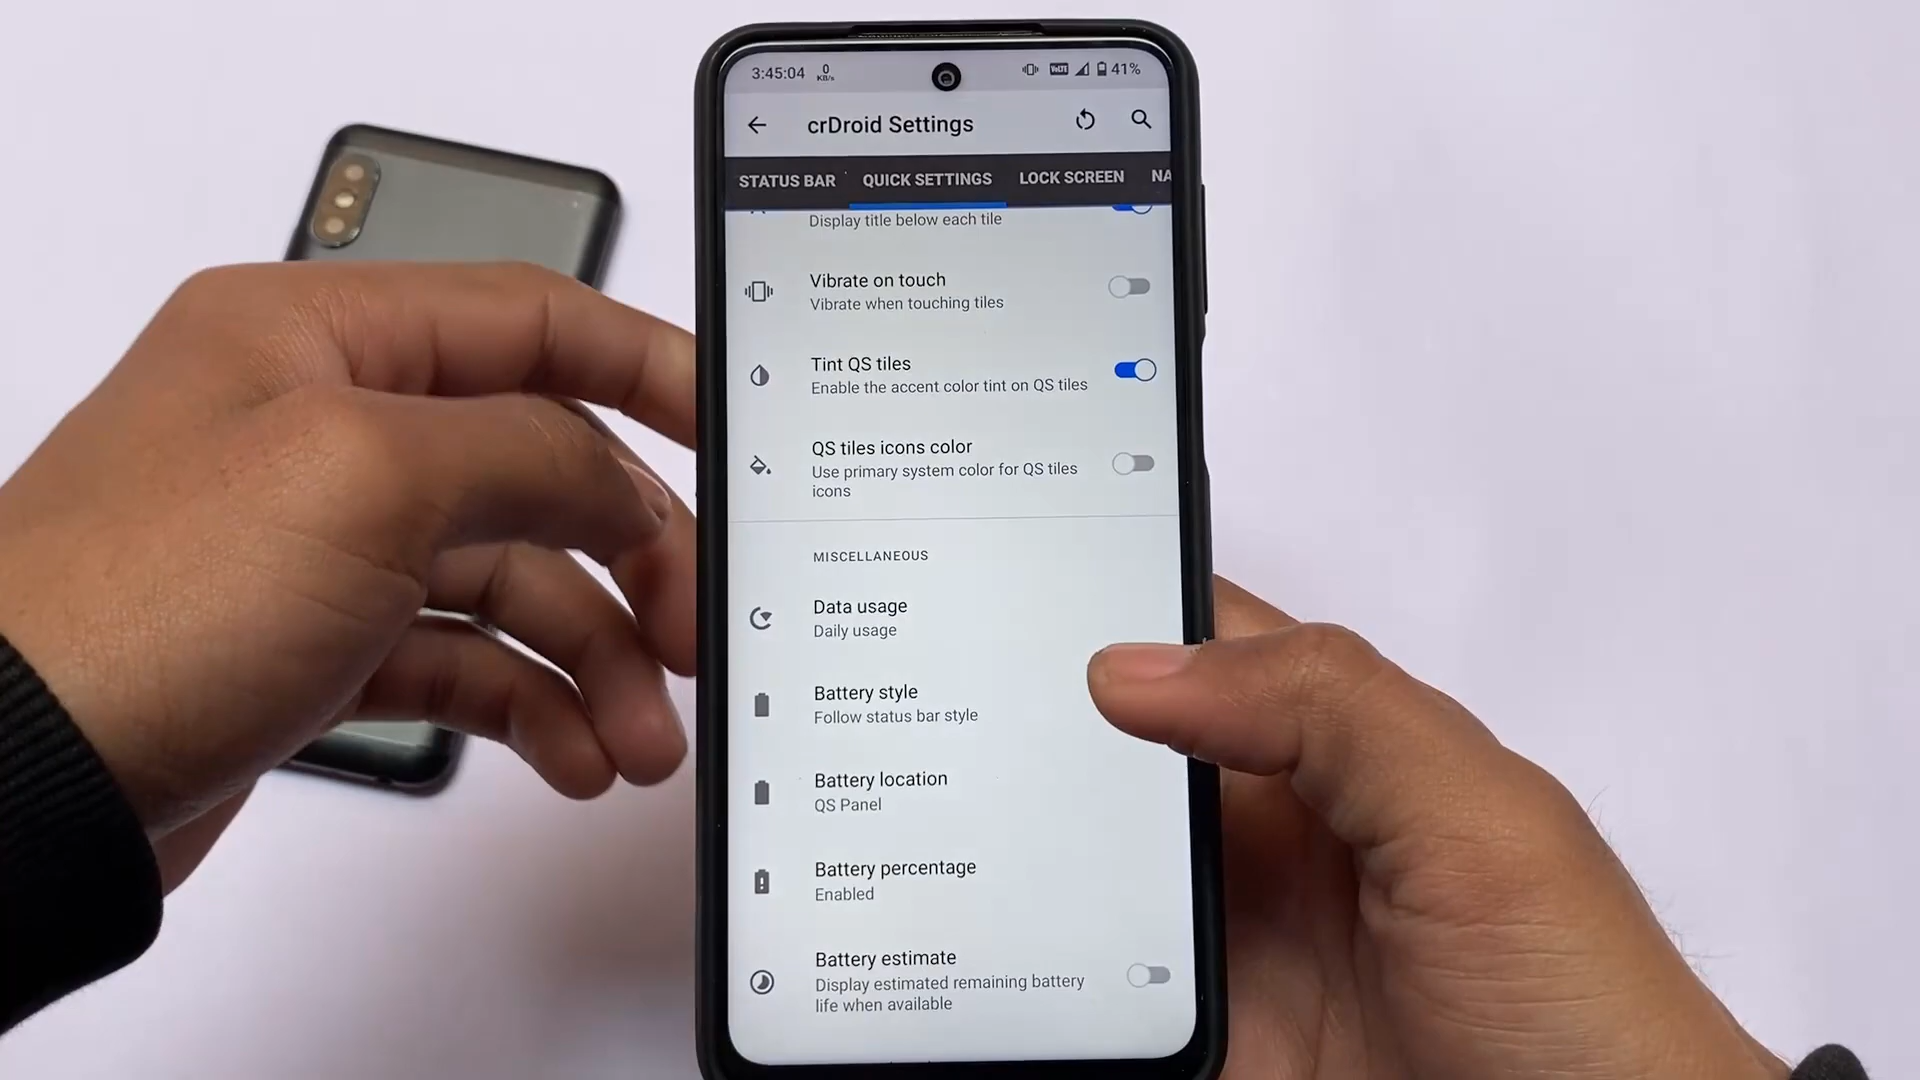 3:45:04 0 KB/s VoLTE 41%
crDroid Settings
STATUS BAR QUICK SETTINGS LOCK SCREEN NA
Display title below each tile
Vibrate on touch
Vibrate when touching tiles
Tint QS tiles
Enable the accent color tint on QS tiles
QS tiles icons color
Use primary system color for QS tiles
icons
MISCELLANEOUS
Data usage
Daily usage
Battery style
Follow status bar style
Battery location
QS Panel
Battery percentage
Enabled
Battery estimate
Display estimated remaining battery
life when available